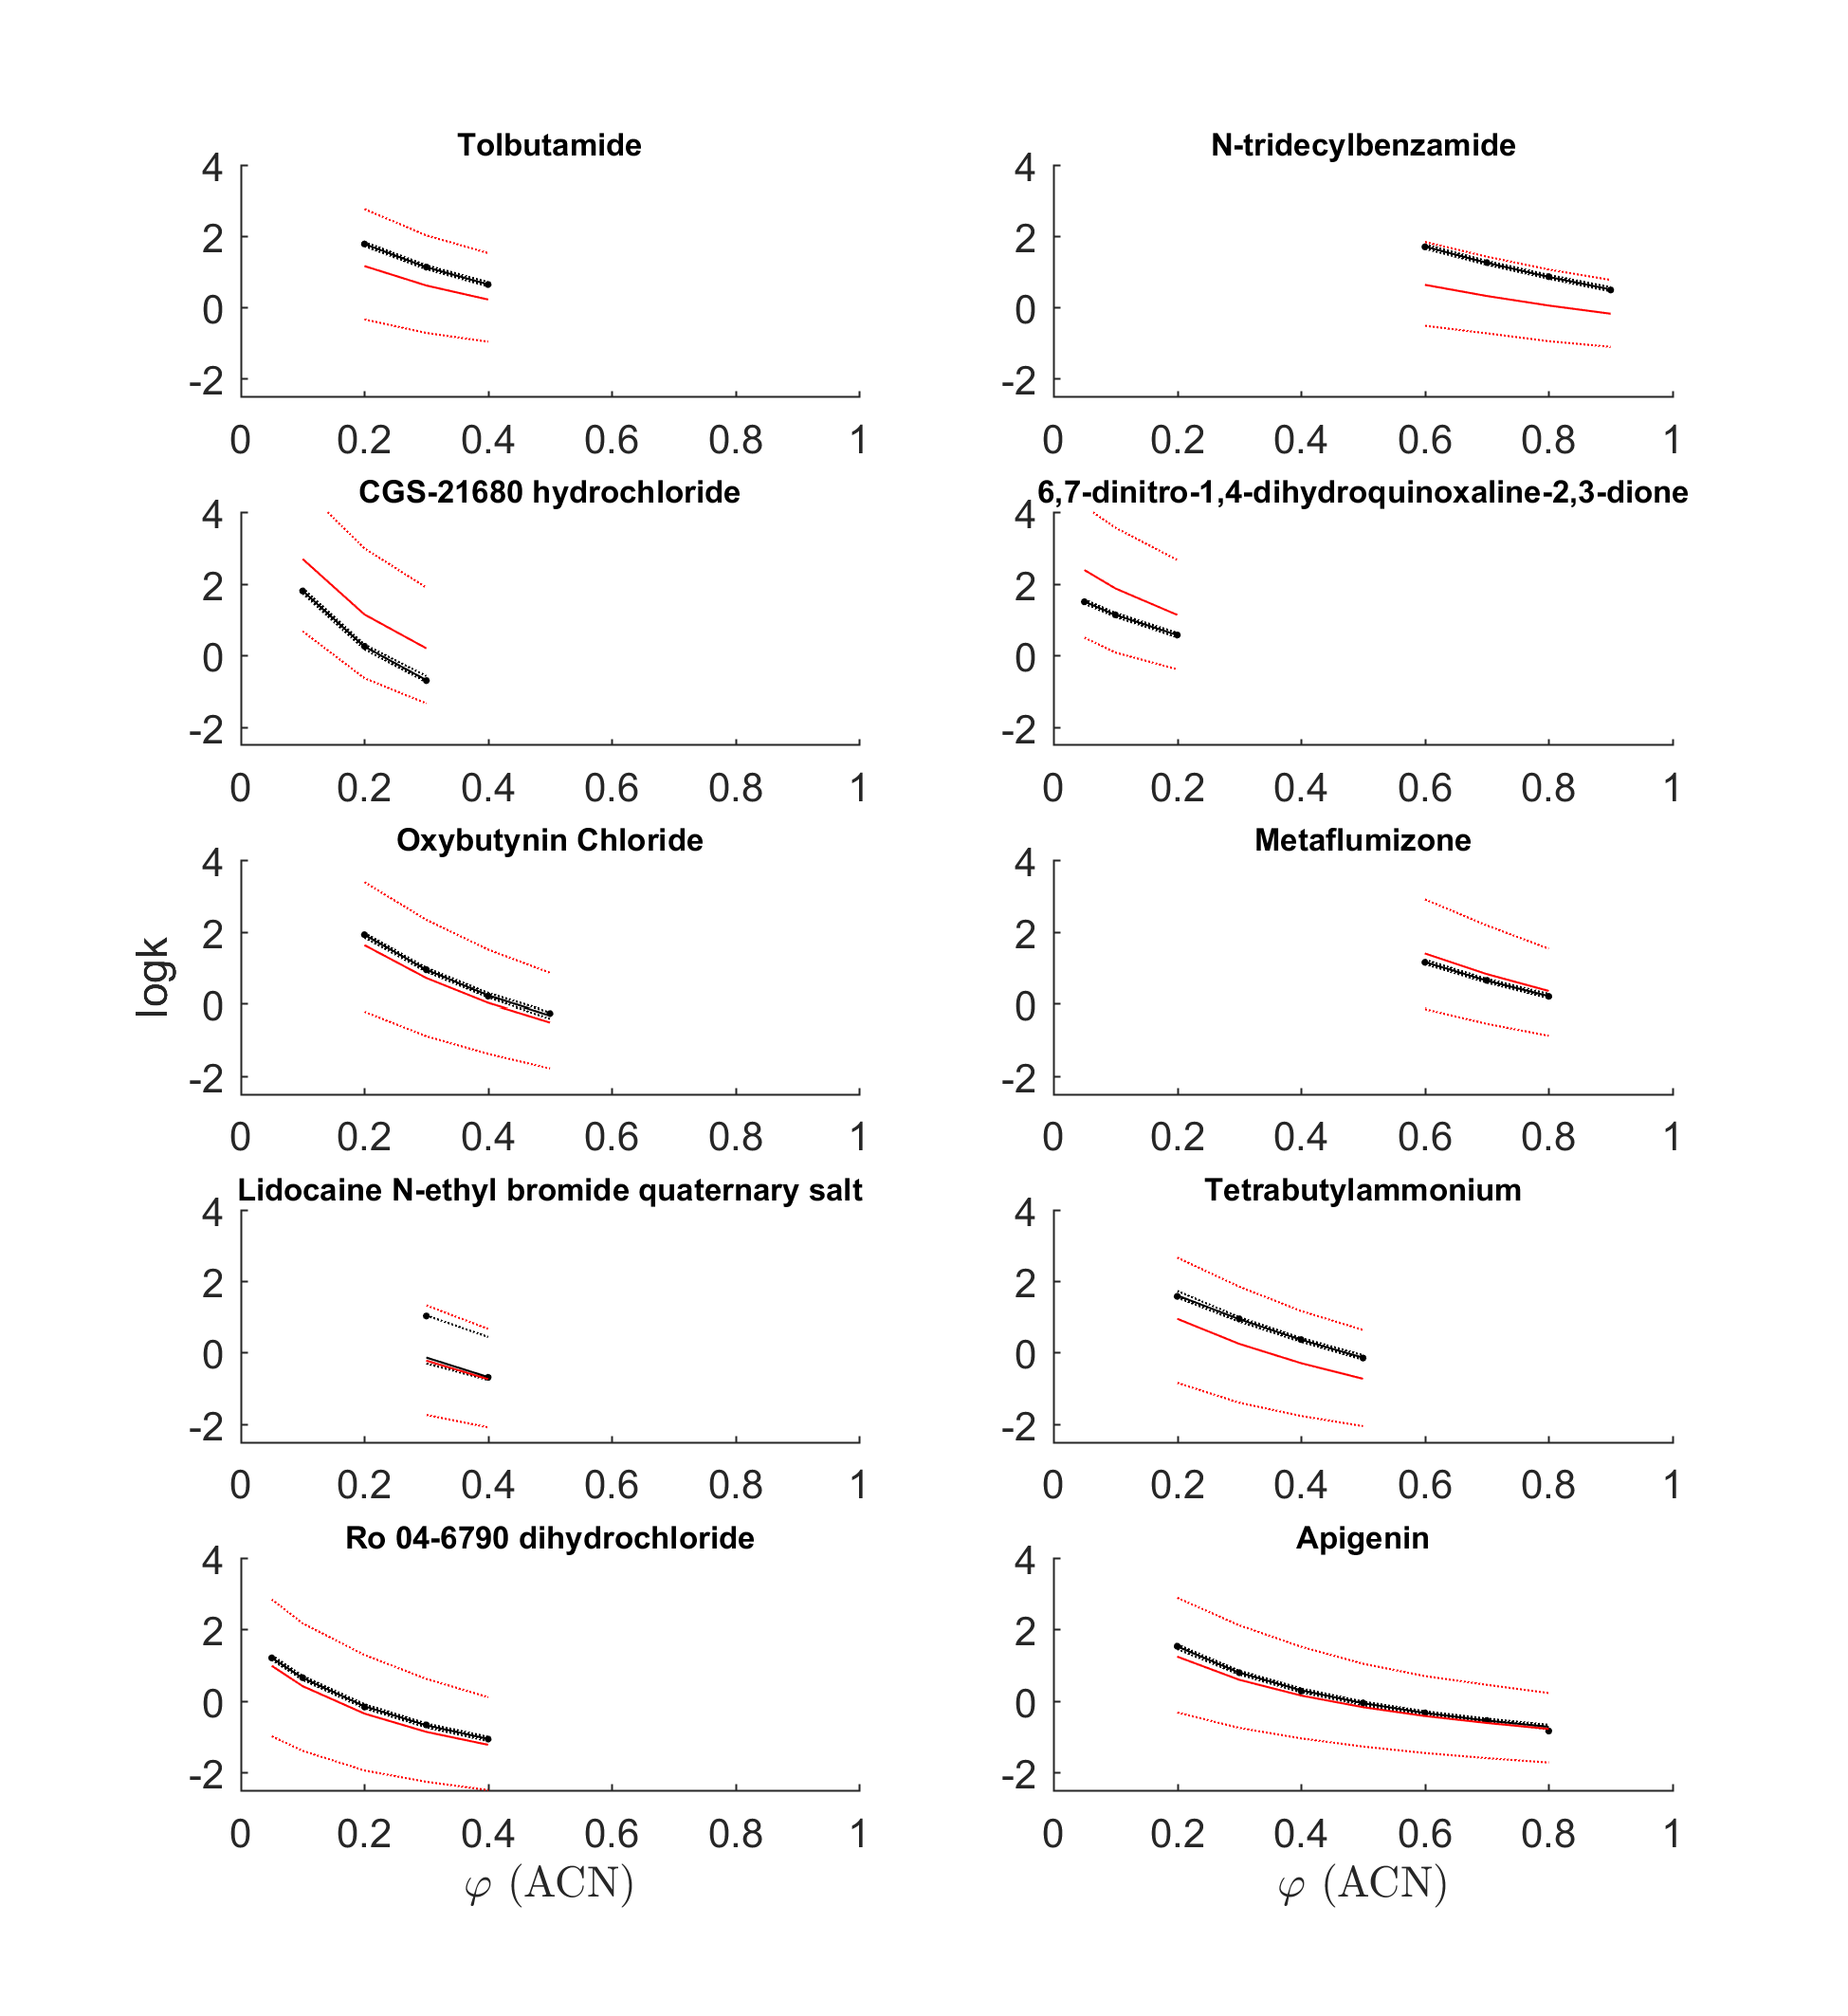 Tolbutamide
4
2
0
-2
0 0.2 0.4 0.6 0.8 1
N-tridecylbenzamide
4
2
0
-2
0 0.2 0.4 0.6 0.8 1
CGS-21680 hydrochloride
4
2
0
-2
0 0.2 0.4 0.6 0.8 1
6,7-dinitro-1,4-dihydroquinoxaline-2,3-dione
4
2
0
-2
0 0.2 0.4 0.6 0.8 1
logk
Oxybutynin Chloride
4
2
0
-2
0 0.2 0.4 0.6 0.8 1
Metaflumizone
4
2
0
-2
0 0.2 0.4 0.6 0.8 1
Lidocaine N-ethyl bromide quaternary salt
4
2
0
-2
0 0.2 0.4 0.6 0.8 1
Tetrabutylammonium
4
2
0
-2
0 0.2 0.4 0.6 0.8 1
Ro 04-6790 dihydrochloride
4
2
0
-2
0 0.2 0.4 0.6 0.8 1
φ (ACN)
Apigenin
4
2
0
-2
0 0.2 0.4 0.6 0.8 1
φ (ACN)